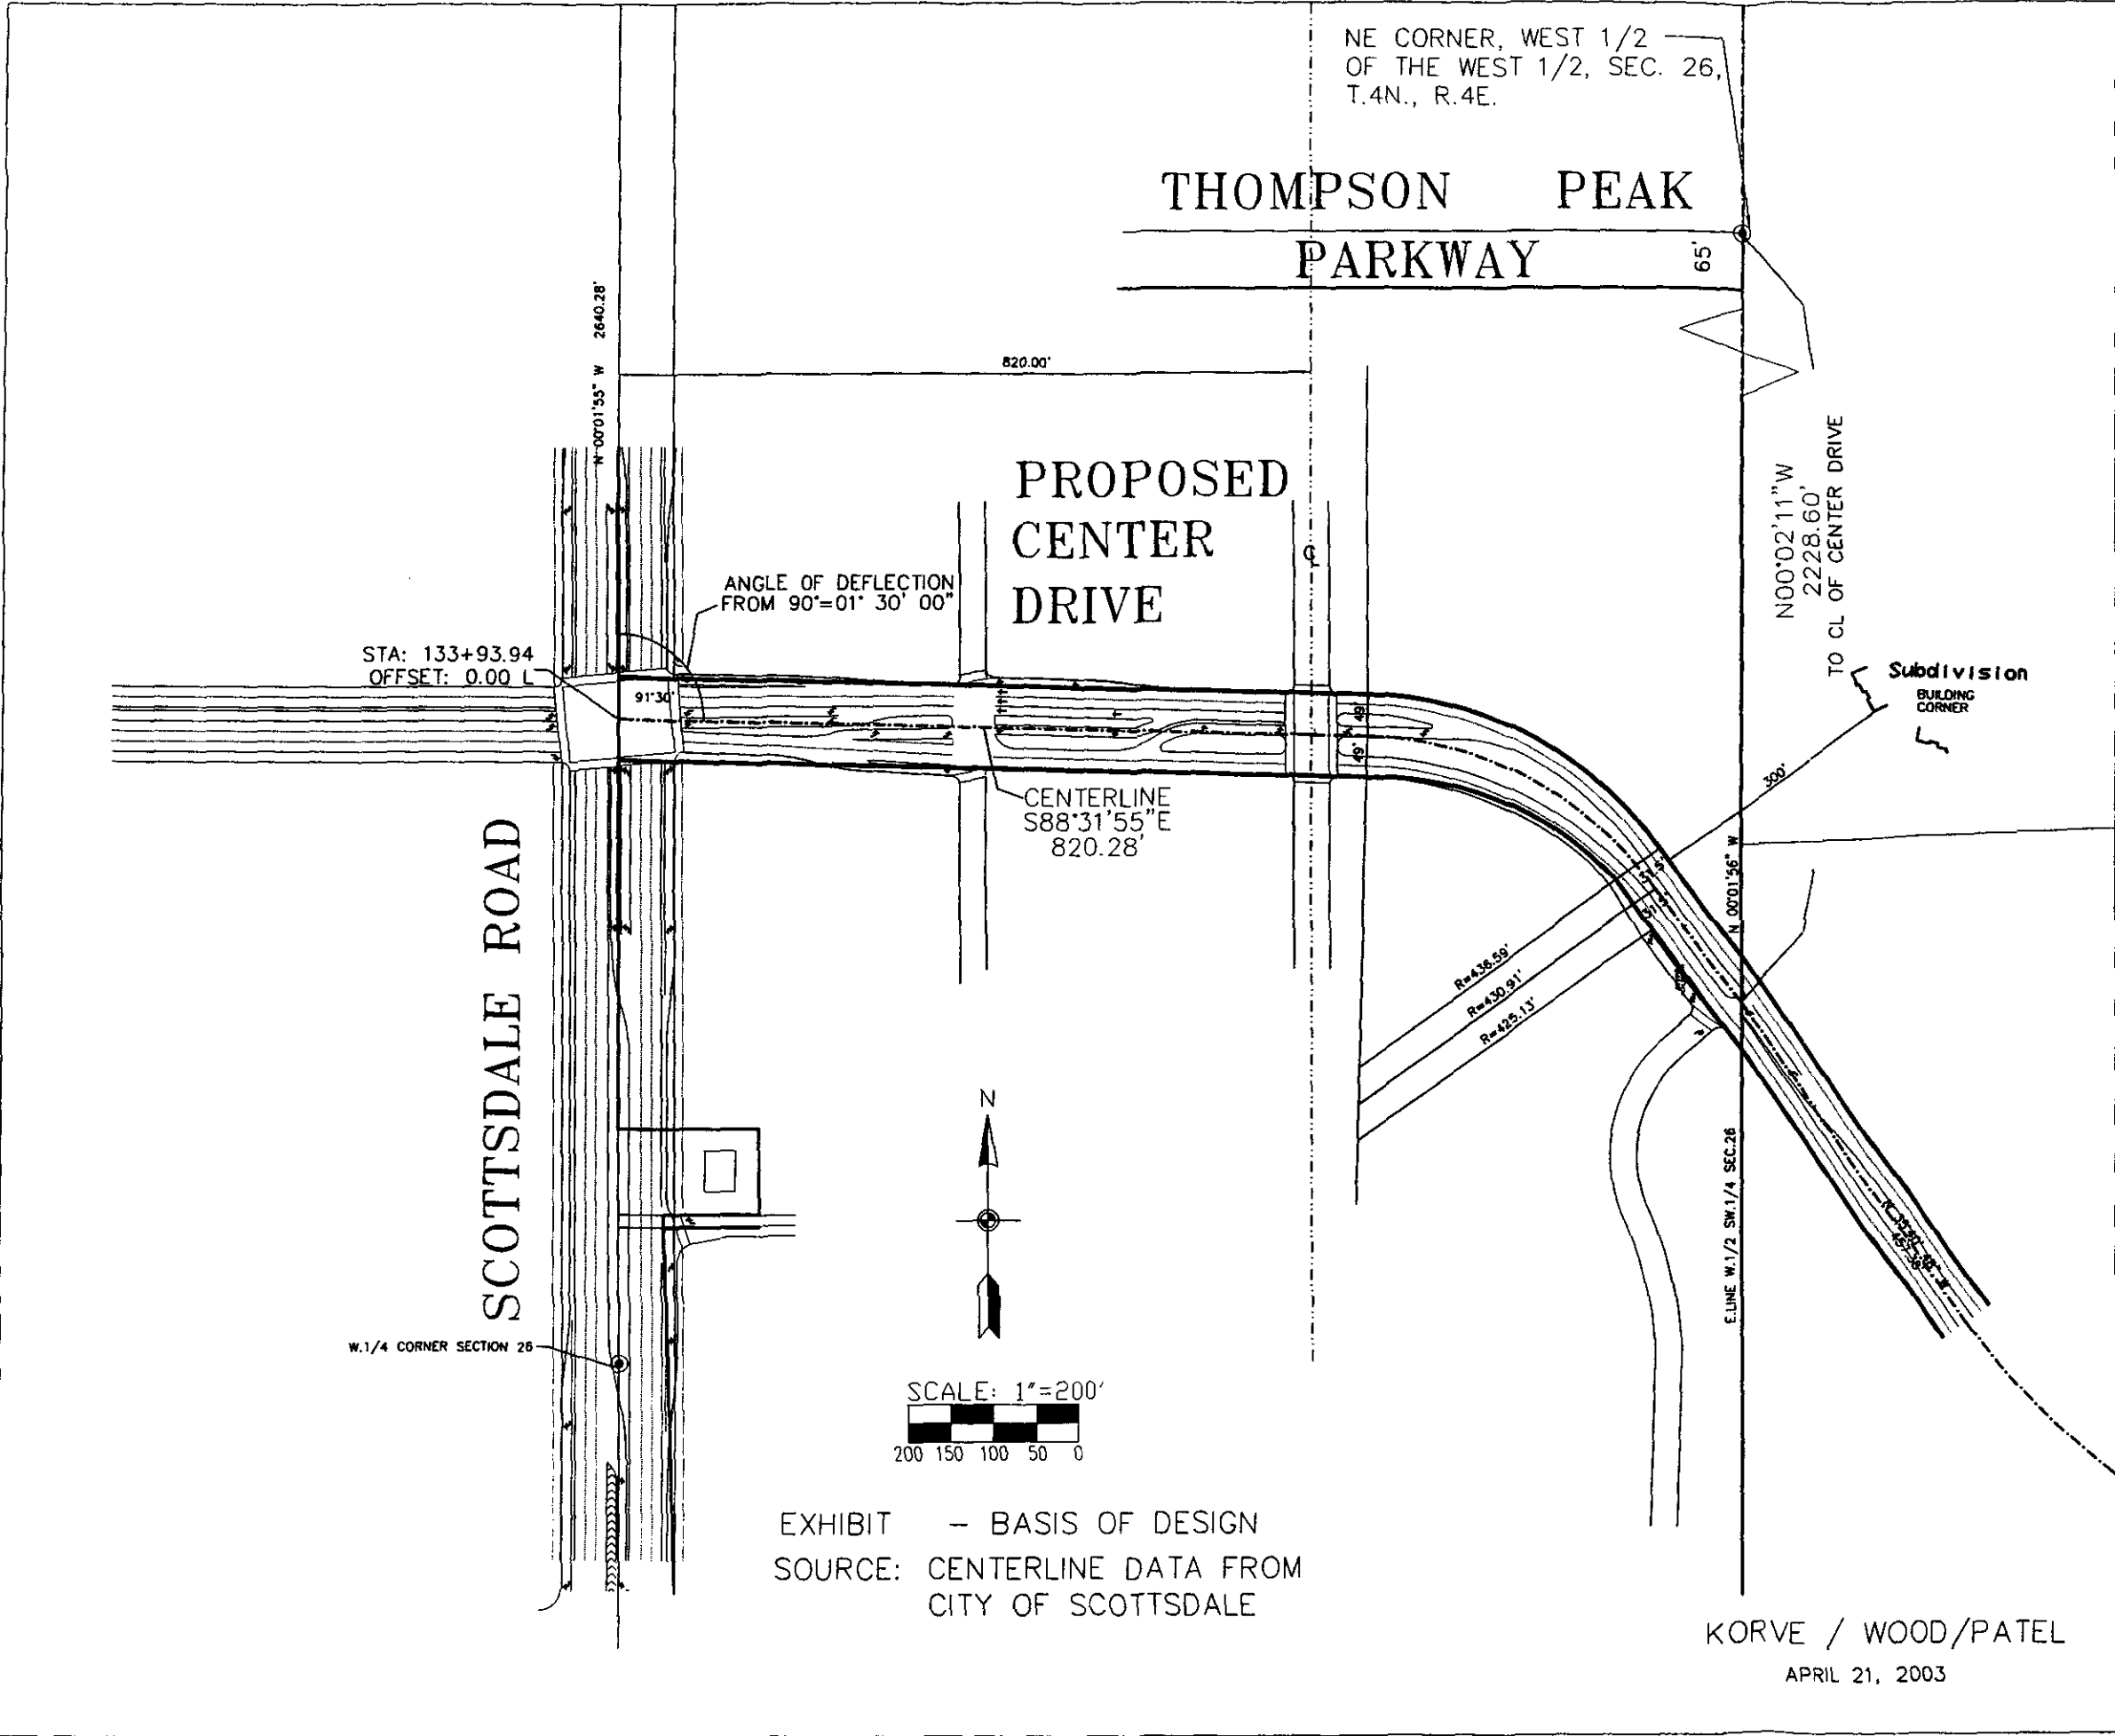 NE CORNER, WEST 1/2
OF THE WEST 1/2, SEC. 26,
T.4N., R.4E.
THOMPSON PEAK
PARKWAY
65'
N 00°01'55" W 2640.28'
820.00'
PROPOSED
CENTER
DRIVE
N00°02'11"W
2228.60'
TO CL OF CENTER DRIVE
ANGLE OF DEFLECTION
FROM 90°=01° 30' 00"
STA: 133+93.94
OFFSET: 0.00 L
91°30'
Subdivision
BUILDING
CORNER
49'
49'
300'
CENTERLINE
S88°31'55"E
820.28'
SCOTTSDALE ROAD
N 00°01'56" W
31.5'
R=436.59'
R=430.91'
R=425.13'
N
E.LINE W.1/2 SW.1/4 SEC.26
W.1/4 CORNER SECTION 26
SCALE: 1"=200'
200 150 100 50 0
EXHIBIT - BASIS OF DESIGN
SOURCE: CENTERLINE DATA FROM
CITY OF SCOTTSDALE
KORVE / WOOD/PATEL
APRIL 21, 2003